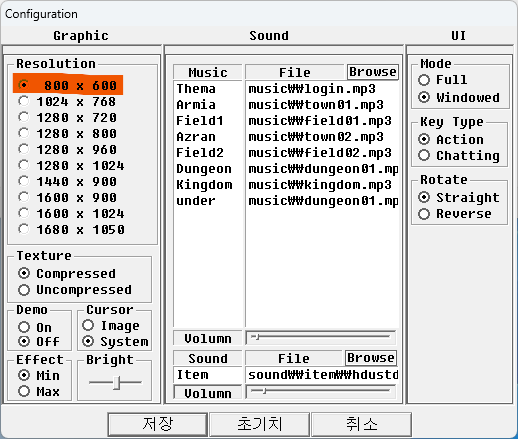 Configuration
Graphic
Sound
UI
Resolution
800 x 600
1024 x 768
1280 x 720
1280 x 800
1280 x 960
1280 x 1024
1440 x 900
1600 x 900
1600 x 1024
1680 x 1050
Texture
Compressed
Uncompressed
Demo
On
Off
Cursor
Image
System
Effect
Min
Max
Bright
Music File Browse
Thema music₩₩login.mp3
Armia music₩₩town01.mp3
Field1 music₩₩field01.mp3
Azran music₩₩town02.mp3
Field2 music₩₩field02.mp3
Dungeon music₩₩dungeon01.mp
Kingdom music₩₩kingdom.mp3
under music₩₩dungeon01.mp
Volumn
Sound File Browse
Item sound₩₩item₩₩hdustd
Volumn
Mode
Full
Windowed
Key Type
Action
Chatting
Rotate
Straight
Reverse
저장 초기치 취소